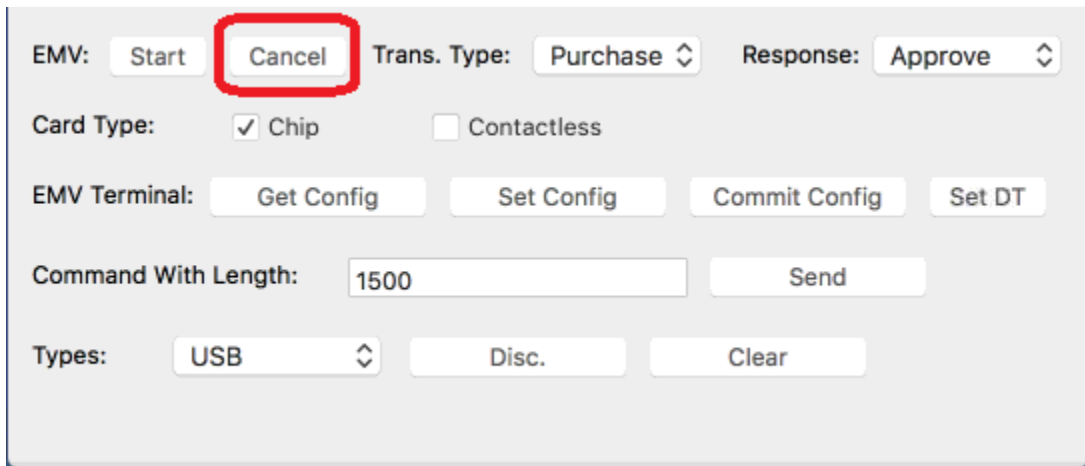 EMV: Start Cancel Trans. Type: Purchase Response: Approve
Card Type: Chip Contactless
EMV Terminal: Get Config Set Config Commit Config Set DT
Command With Length: 1500 Send
Types: USB Disc. Clear